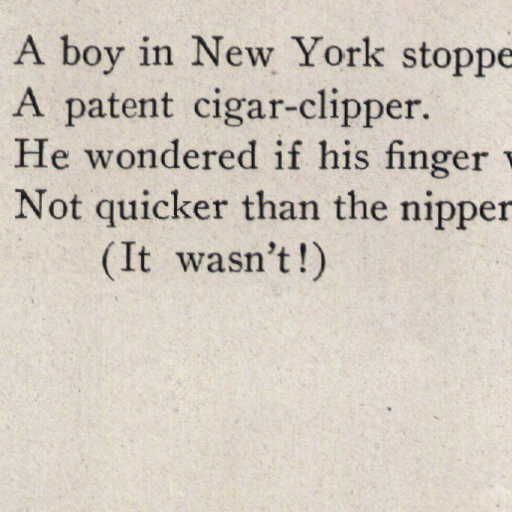 A boy in New York stoppe
A patent cigar-clipper.
He wondered if his finger
Not quicker than the nipper
(It wasn't!)